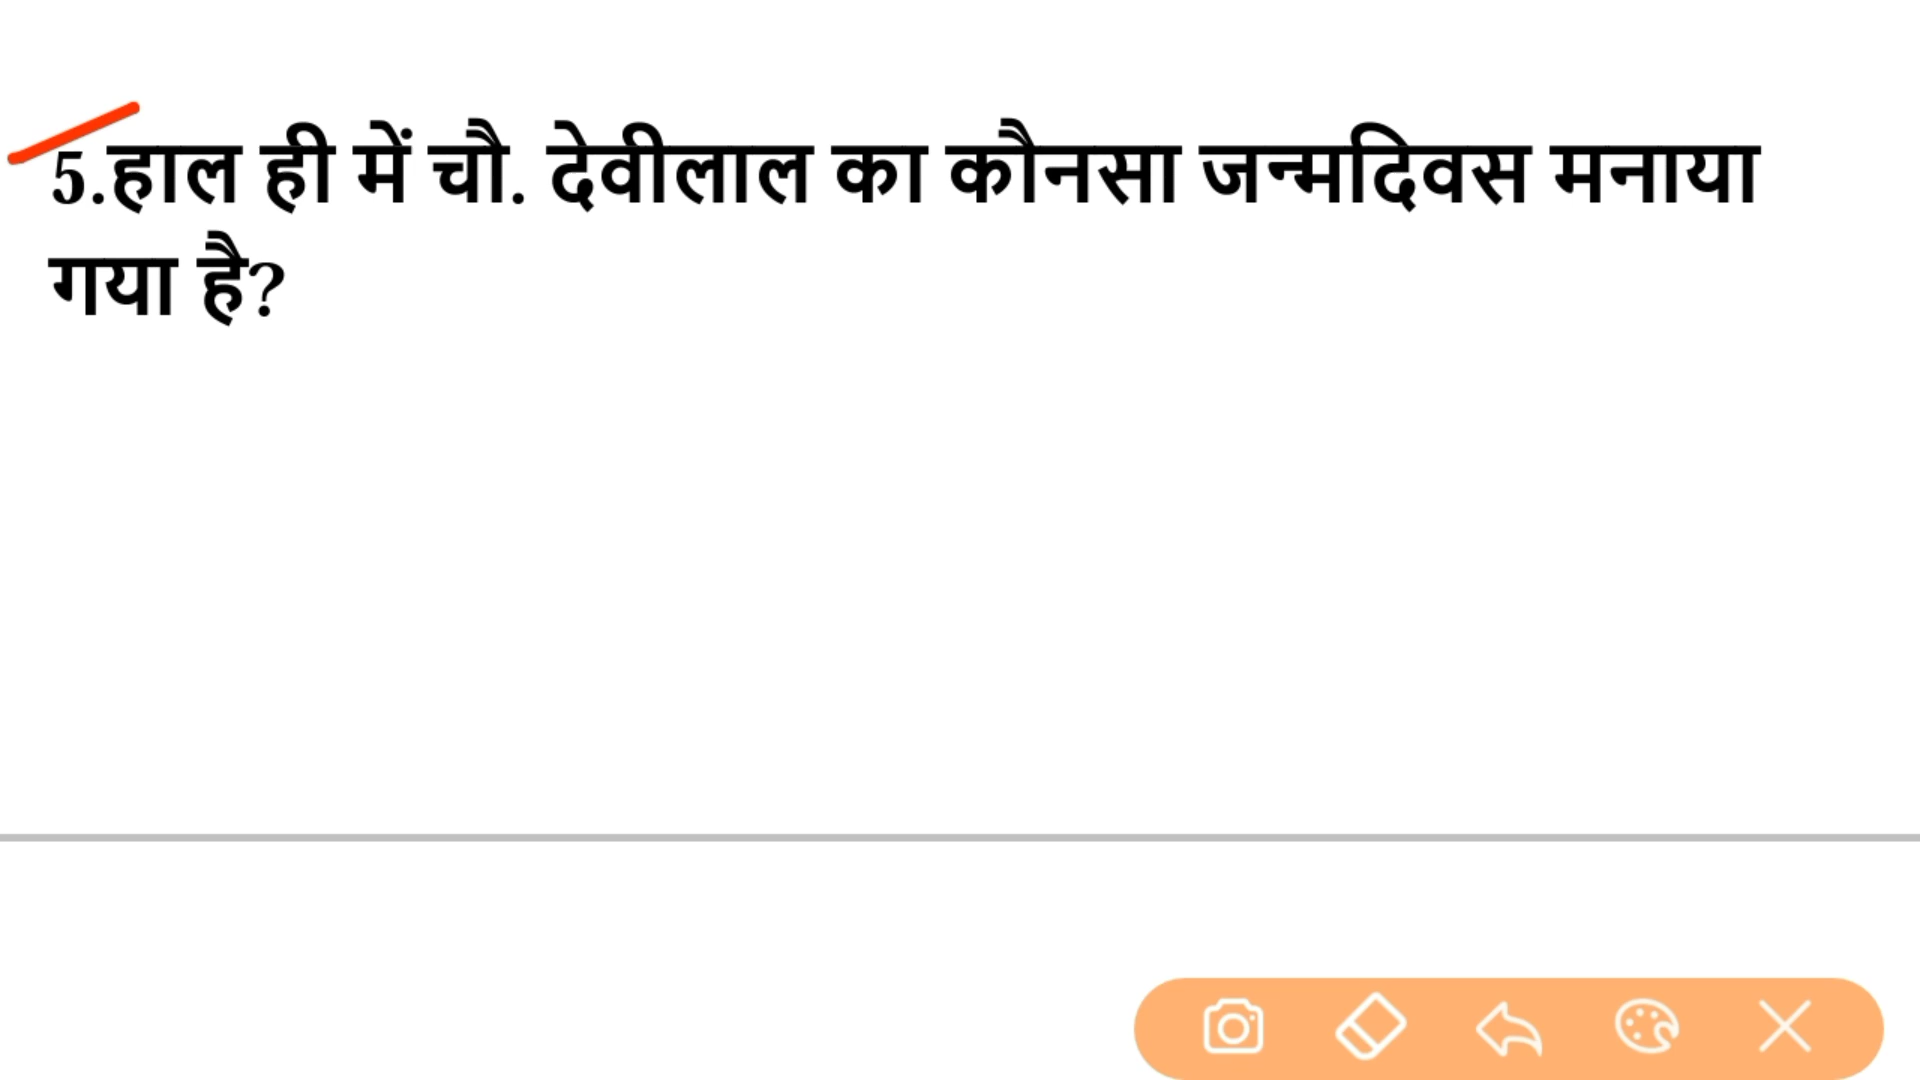 5.हाल ही में चौ. देवीलाल का कौनसा जन्मदिवस मनाया
गया है?